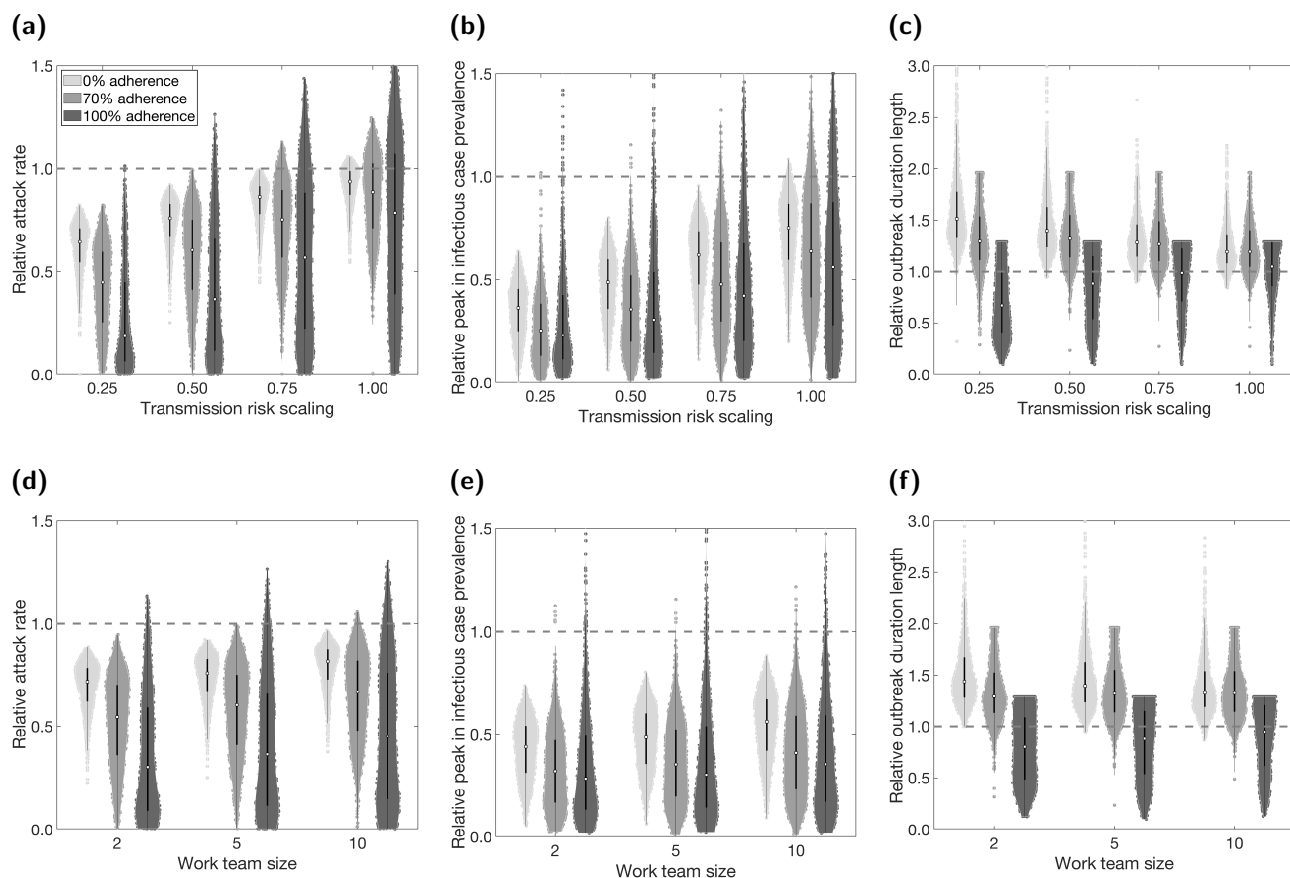 (a)
Relative attack rate
1.5
1.0
0.5
0.0
0% adherence
70% adherence
100% adherence
0.25
0.50
0.75
1.00
Transmission risk scaling
(b)
Relative peak in infectious case prevalence
1.5
1.0
0.5
0.0
0.25
0.50
0.75
1.00
Transmission risk scaling
(c)
Relative outbreak duration length
3.0
2.5
2.0
1.5
1.0
0.5
0.0
0.25
0.50
0.75
1.00
Transmission risk scaling
(d)
Relative attack rate
1.5
1.0
0.5
0.0
2
5
10
Work team size
(e)
Relative peak in infectious case prevalence
1.5
1.0
0.5
0.0
2
5
10
Work team size
(f)
Relative outbreak duration length
3.0
2.5
2.0
1.5
1.0
0.5
0.0
2
5
10
Work team size